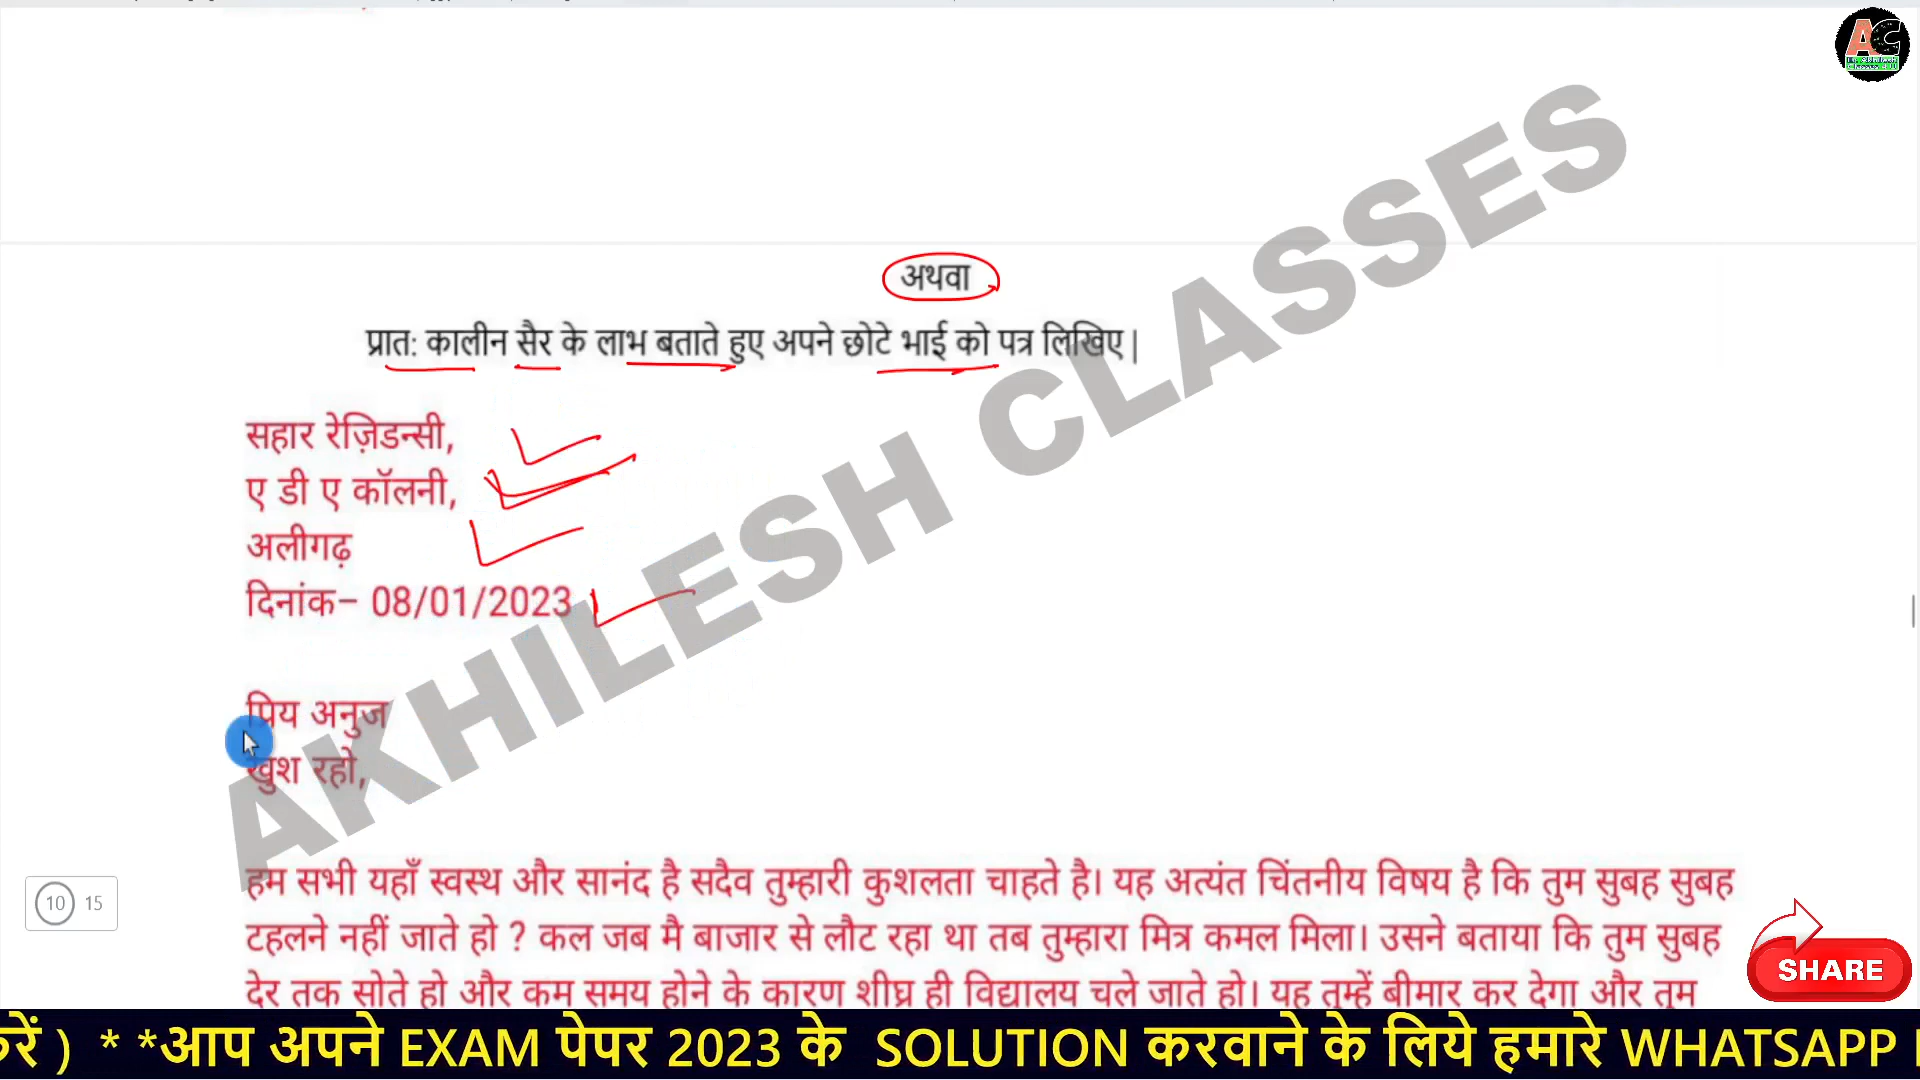 AC
अथवा
प्रात: कालीन सैर के लाभ बताते हुए अपने छोटे भाई को पत्र लिखिए |
सहार रेज़िडन्सी,
ए डी ए कॉलनी,
अलीगढ़
दिनांक– 08/01/2023
प्रिय अनुज
खुश रहो,
हम सभी यहाँ स्वस्थ और सानंद है सदैव तुम्हारी कुशलता चाहते है। यह अत्यंत चिंतनीय विषय है कि तुम सुबह सुबह
टहलने नहीं जाते हो ? कल जब मै बाजार से लौट रहा था तब तुम्हारा मित्र कमल मिला। उसने बताया कि तुम सुबह
देर तक सोते हो और कम समय होने के कारण शीघ्र ही विद्यालय चले जाते हो। यह तुम्हें बीमार कर देगा और तुम
AKHILESH CLASSES
10 15
SHARE
करें ) * *आप अपने EXAM पेपर 2023 के SOLUTION करवाने के लिये हमारे WHATSAPP